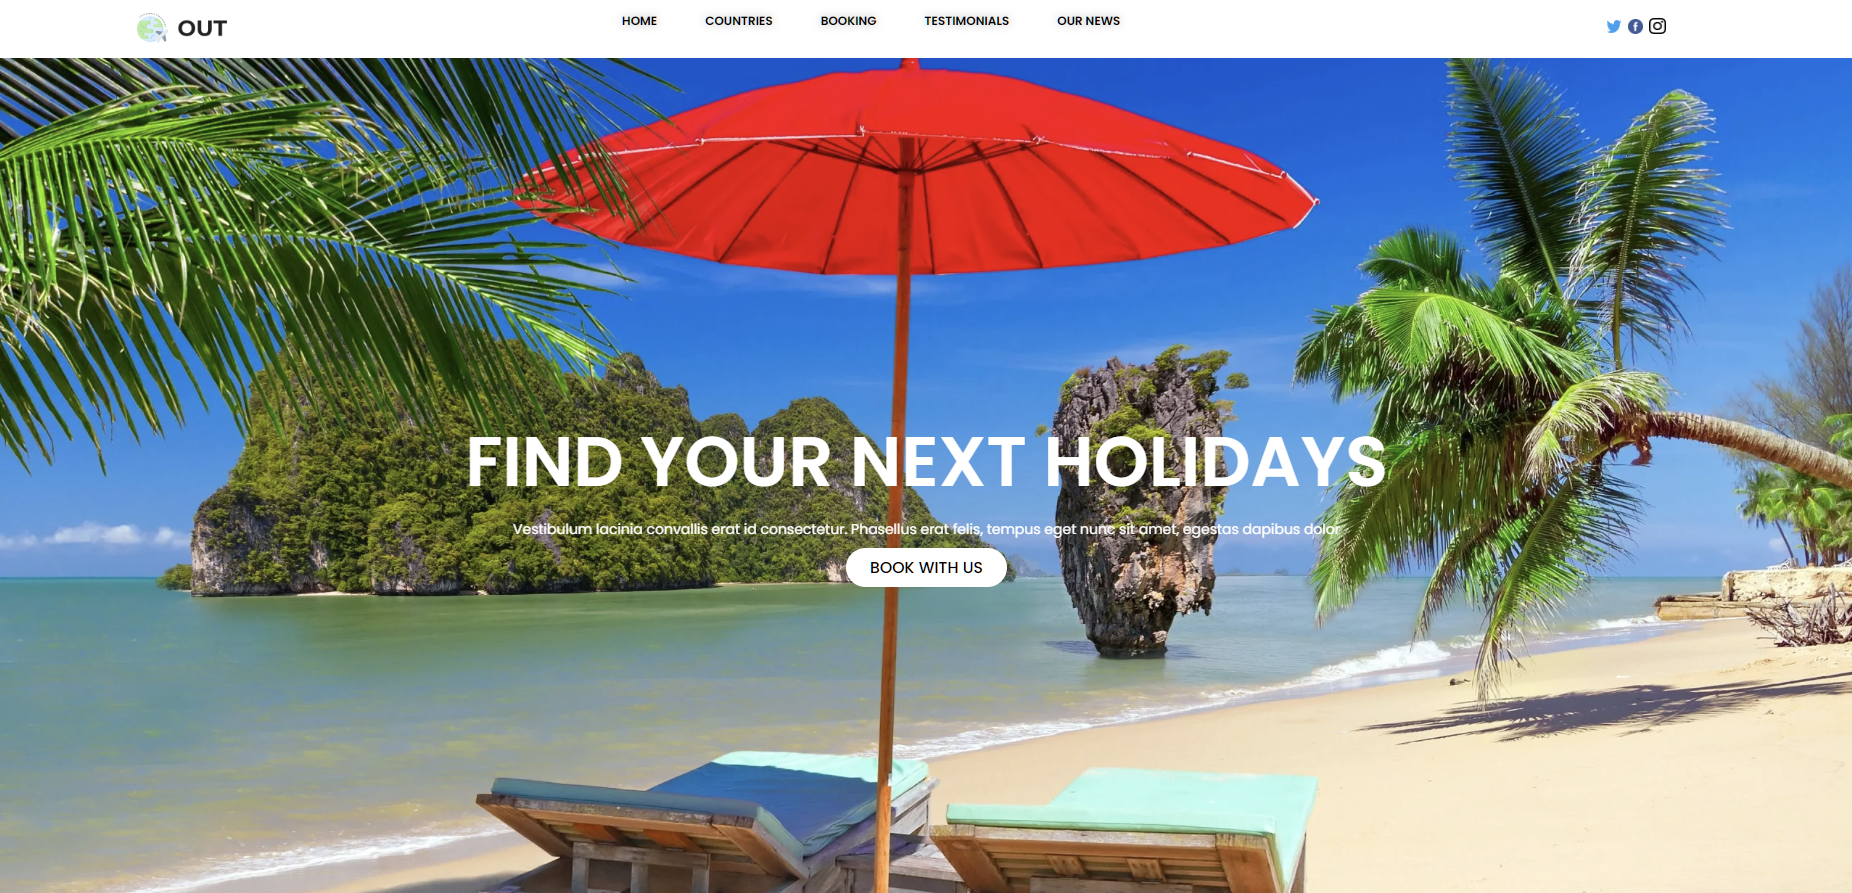 OUT
HOME COUNTRIES BOOKING TESTIMONIALS OUR NEWS
FIND YOUR NEXT HOLIDAYS
Vestibulum lacinia convallis erat id consectetur. Phasellus erat felis, tempus eget nunc sit amet, egestas dapibus dolor
BOOK WITH US